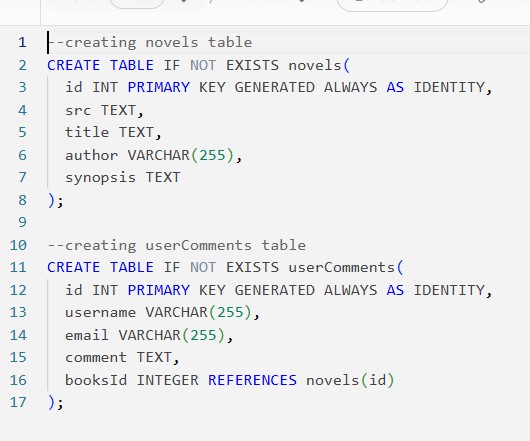 1 --creating novels table
2 CREATE TABLE IF NOT EXISTS novels(
3 id INT PRIMARY KEY GENERATED ALWAYS AS IDENTITY,
4 src TEXT,
5 title TEXT,
6 author VARCHAR(255),
7 synopsis TEXT
8 );
9
10 --creating userComments table
11 CREATE TABLE IF NOT EXISTS userComments(
12 id INT PRIMARY KEY GENERATED ALWAYS AS IDENTITY,
13 username VARCHAR(255),
14 email VARCHAR(255),
15 comment TEXT,
16 booksId INTEGER REFERENCES novels(id)
17 );